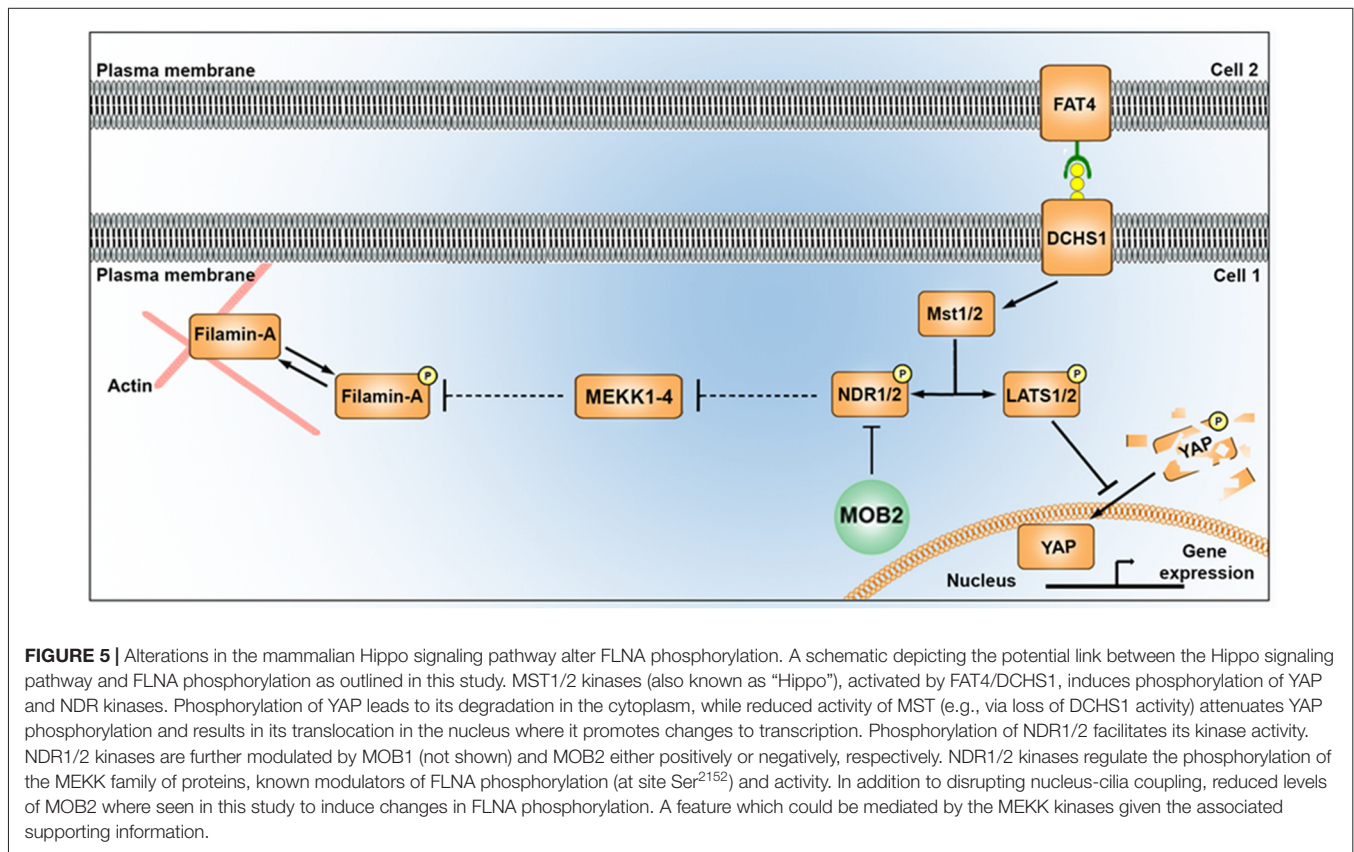 Plasma membrane
Cell 2
FAT4
DCHS1
Plasma membrane
Cell 1
Mst1/2
Filamin-A
Actin
Filamin-A
P
MEKK1-4
NDR1/2
P
LATS1/2
P
P
YAP
MOB2
YAP
Gene
expression
Nucleus
FIGURE 5 | Alterations in the mammalian Hippo signaling pathway alter FLNA phosphorylation. A schematic depicting the potential link between the Hippo signaling
pathway and FLNA phosphorylation as outlined in this study. MST1/2 kinases (also known as “Hippo”), activated by FAT4/DCHS1, induces phosphorylation of YAP
and NDR kinases. Phosphorylation of YAP leads to its degradation in the cytoplasm, while reduced activity of MST (e.g., via loss of DCHS1 activity) attenuates YAP
phosphorylation and results in its translocation in the nucleus where it promotes changes to transcription. Phosphorylation of NDR1/2 facilitates its kinase activity.
NDR1/2 kinases are further modulated by MOB1 (not shown) and MOB2 either positively or negatively, respectively. NDR1/2 kinases regulate the phosphorylation of
the MEKK family of proteins, known modulators of FLNA phosphorylation (at site Ser²¹⁵²) and activity. In addition to disrupting nucleus-cilia coupling, reduced levels
of MOB2 where seen in this study to induce changes in FLNA phosphorylation. A feature which could be mediated by the MEKK kinases given the associated
supporting information.